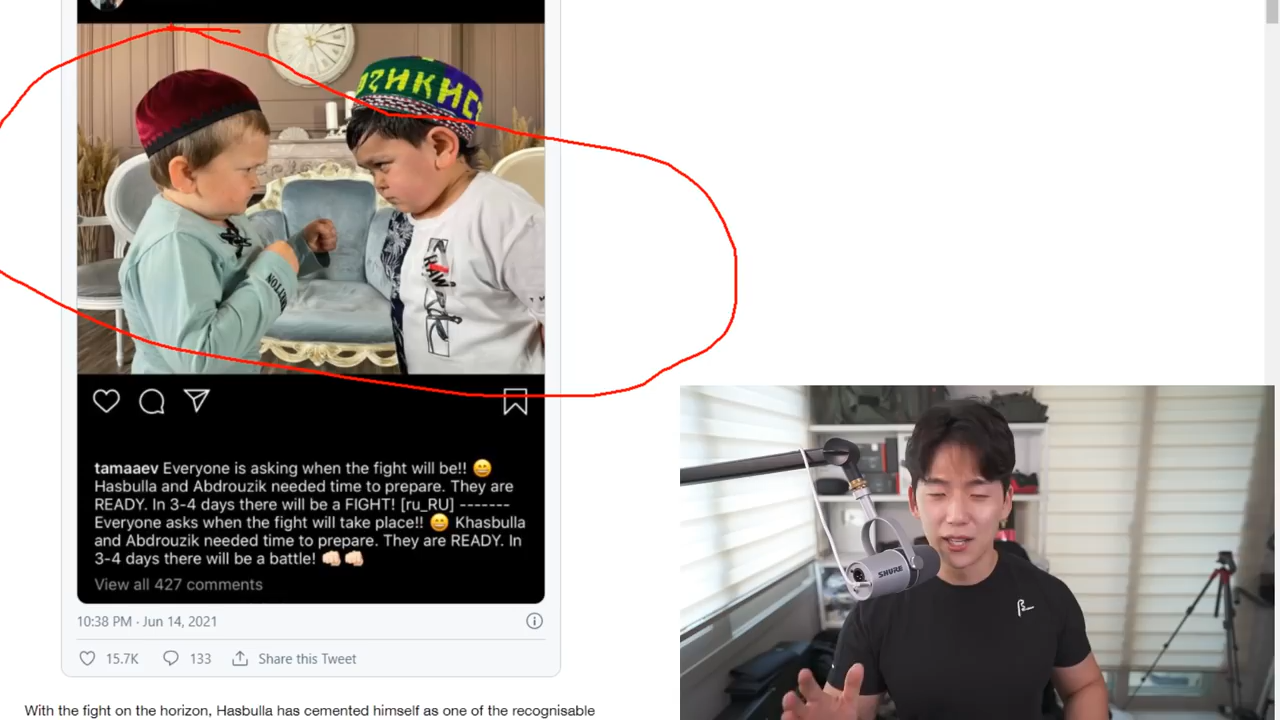 ҶИКИС
tamaaev Everyone is asking when the fight will be!! 😄
Hasbulla and Abdrouzik needed time to prepare. They are
READY. In 3-4 days there will be a FIGHT! [ru_RU] -------
Everyone asks when the fight will take place!! 😄 Khasbulla
and Abdrouzik needed time to prepare. They are READY. In
3-4 days there will be a battle! 👊🏻👊🏻
View all 427 comments
10:38 PM · Jun 14, 2021
15.7K 133 Share this Tweet
With the fight on the horizon, Hasbulla has cemented himself as one of the recognisable
SHURE